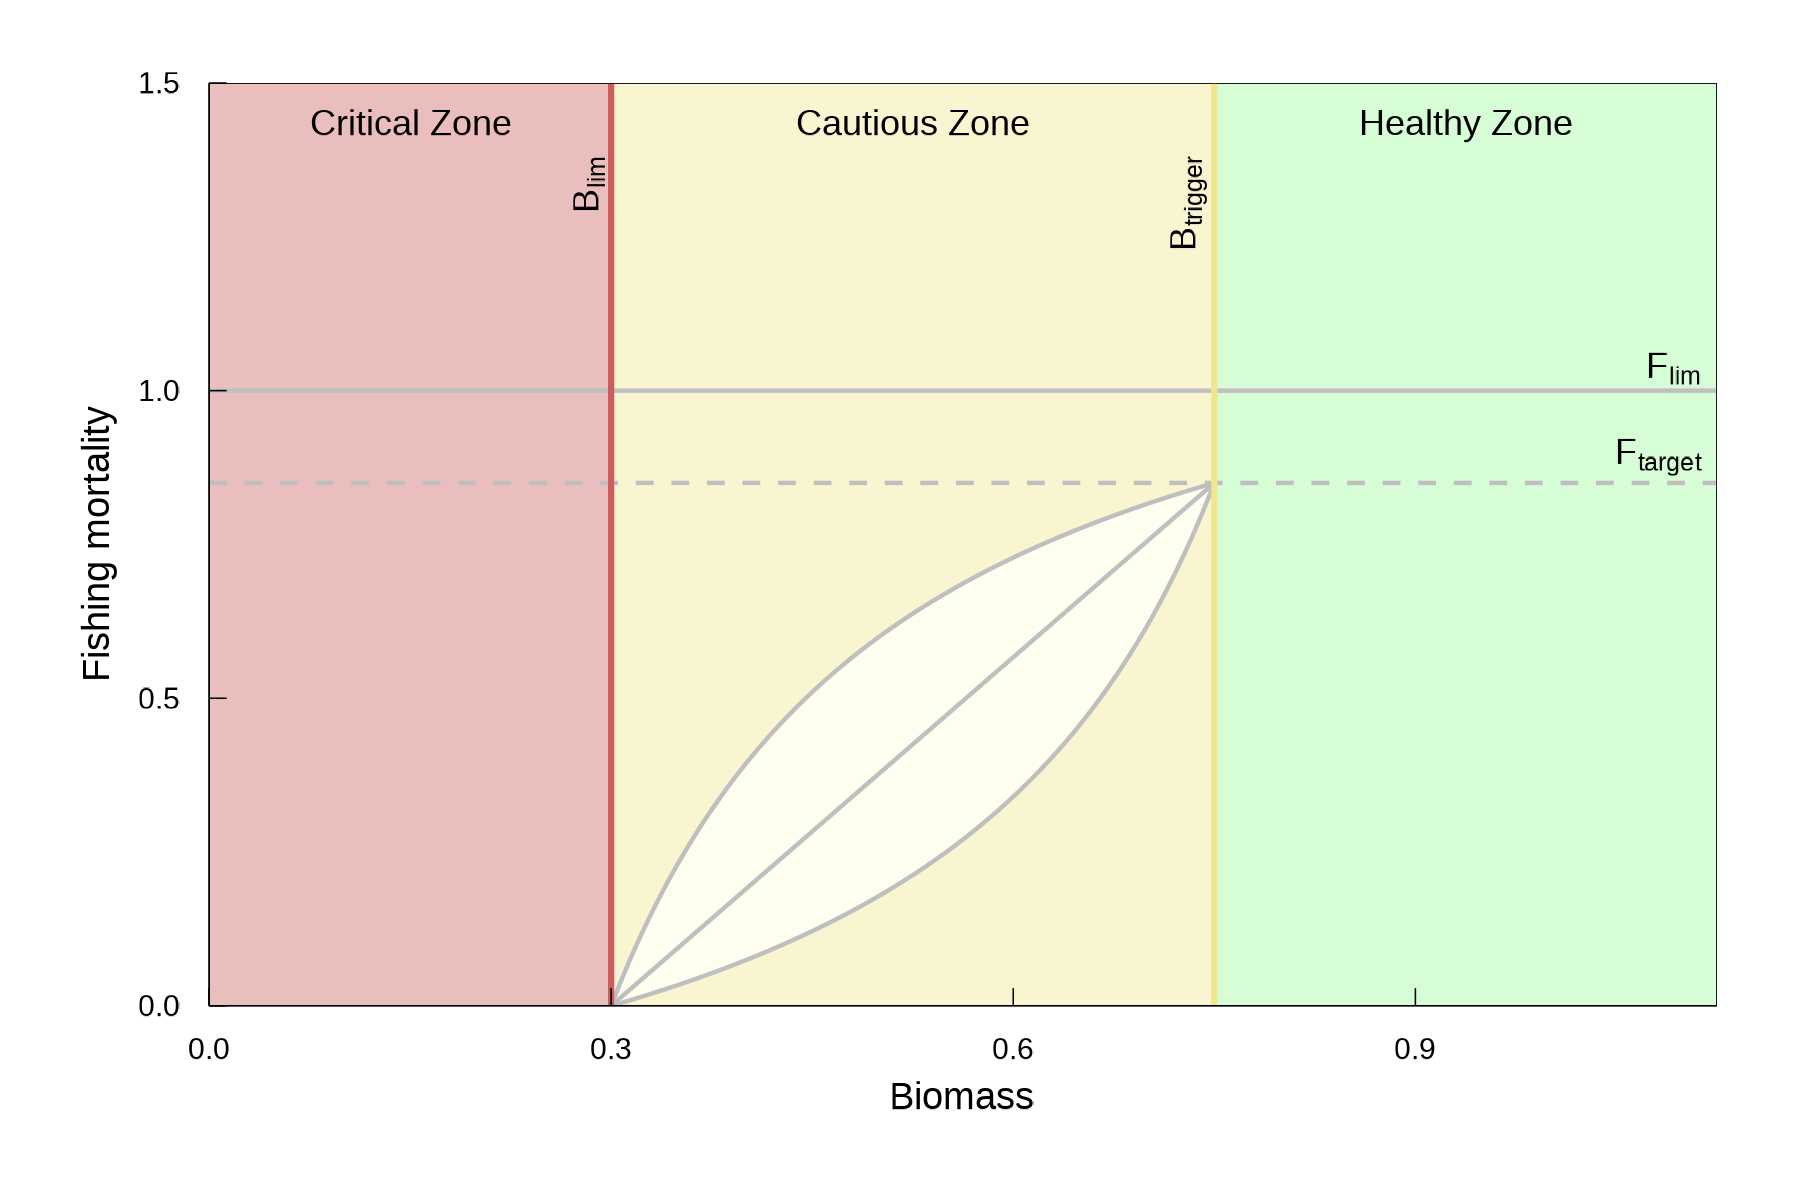 1.5
Critical Zone
Cautious Zone
Healthy Zone
Blim
Btrigger
Flim
1.0
Ftarget
Fishing mortality
0.5
0.0
0.0
0.3
0.6
0.9
Biomass